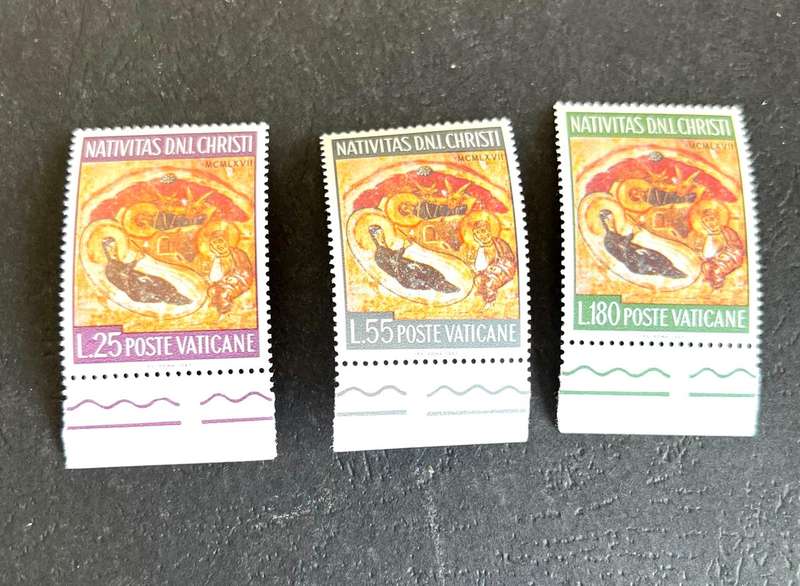 NATIVITAS D.N.I. CHRISTI
MCMLXVII
L.25 POSTE VATICANE
NATIVITAS D.N.I. CHRISTI
MCMLXVII
L.55 POSTE VATICANE
NATIVITAS D.N.I. CHRISTI
MCMLXVII
L.180 POSTE VATICANE